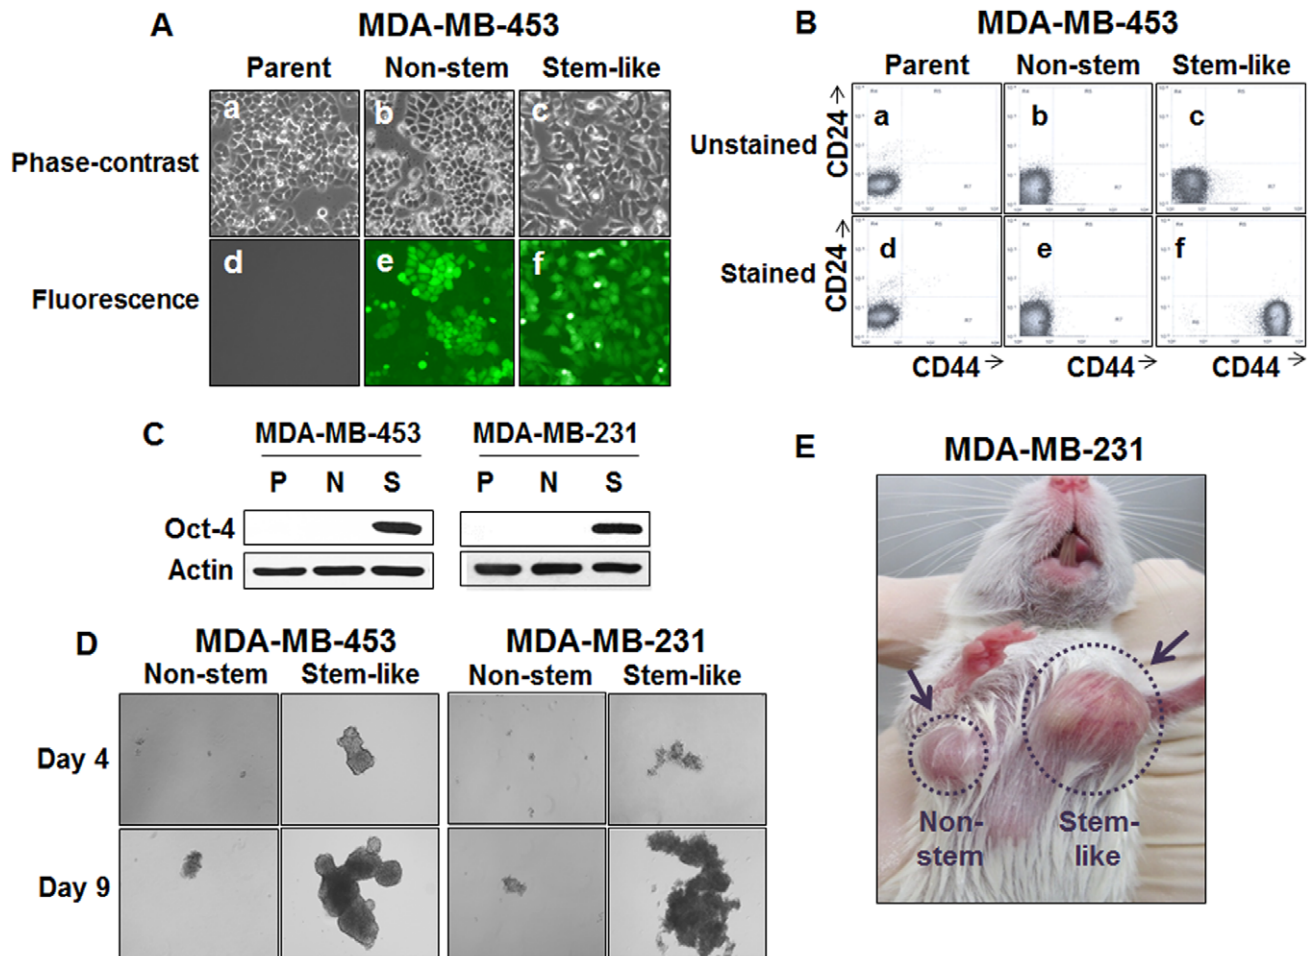 A
MDA-MB-453
Parent Non-stem Stem-like
Phase-contrast
a b c
Fluorescence
d e f
B
MDA-MB-453
Parent Non-stem Stem-like
Unstained
CD24 →
a b c
Stained
CD24 →
d e f
CD44 → CD44 → CD44 →
C
MDA-MB-453 MDA-MB-231
P N S P N S
Oct-4
Actin
D
MDA-MB-453 MDA-MB-231
Non-stem Stem-like Non-stem Stem-like
Day 4
Day 9
E
MDA-MB-231
Non- Stem-
stem like